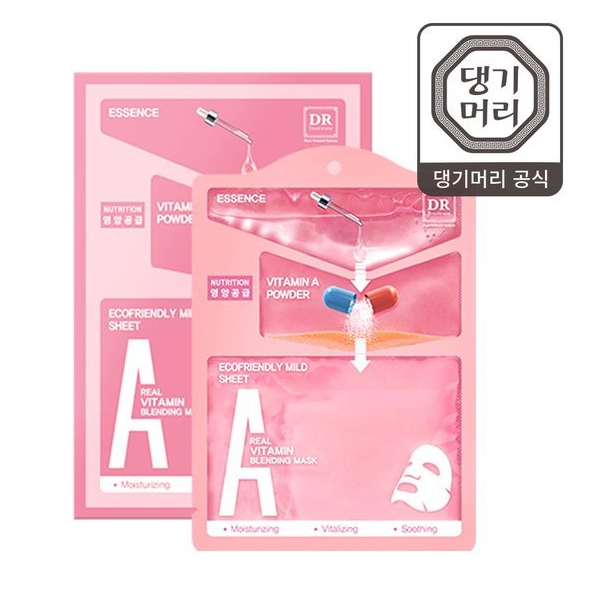 댕기
머리
댕기머리 공식
ESSENCE
DR
NUTRITION
영양공급
VITAMIN
POWDER
ECOFRIENDLY MILD
SHEET
A
REAL
VITAMIN
BLENDING MA
• Moisturizing
ESSENCE
DR
NUTRITION
영양공급
VITAMIN A
POWDER
ECOFRIENDLY MILD
SHEET
A
REAL
VITAMIN
BLENDING MASK
• Moisturizing • Vitalizing • Soothing